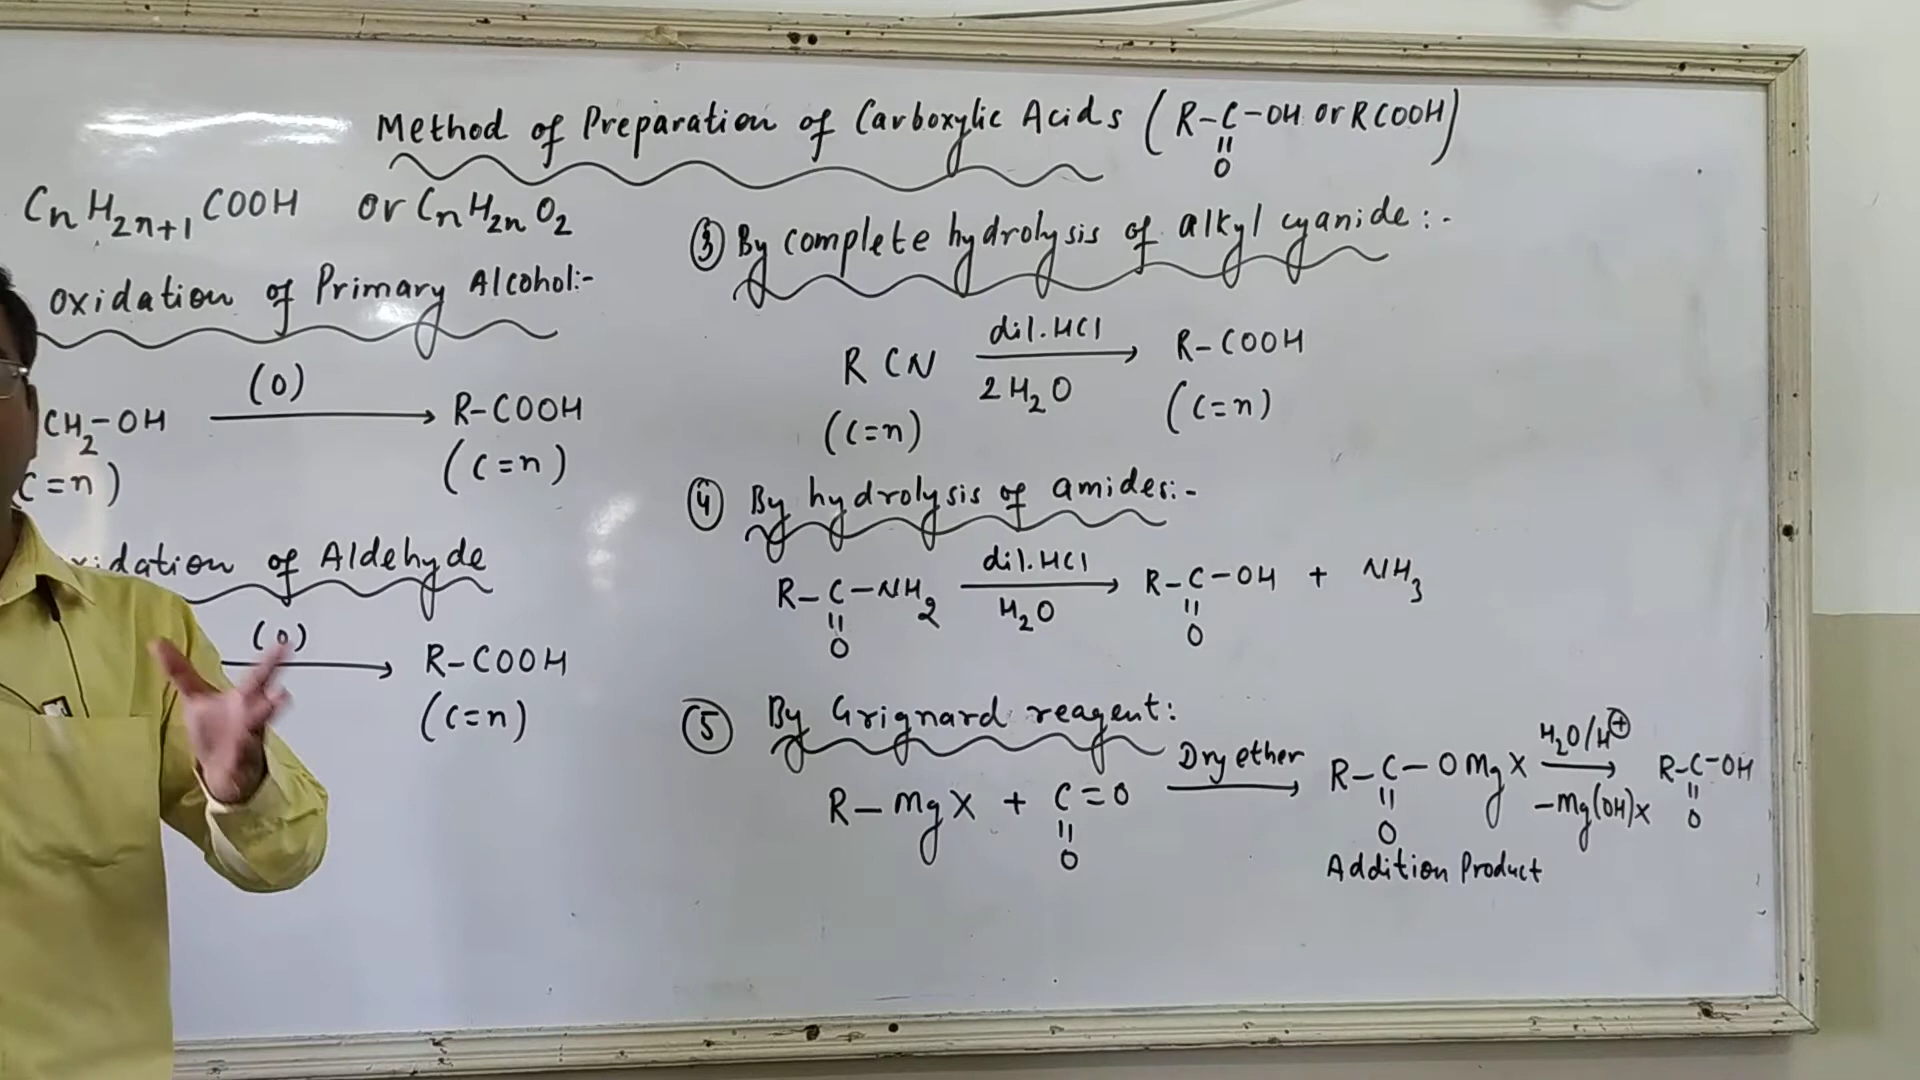 Method of Preparation of Carboxylic Acids (R-C-OH or RCOOH)
||
O
CnH2n+1COOH or CnH2nO2
oxidation of Primary Alcohol:-
CH2-OH (O) → R-COOH
C=n) (C=n)
xidation of Aldehyde
(O) → R-COOH
(C=n)
③ By complete hydrolysis of alkyl cyanide:-
RCN dil.HCl → R-COOH
2H2O
(C=n) (C=n)
④ By hydrolysis of amides:-
R-C-NH2 dil.HCl → R-C-OH + NH3
|| H2O ||
O O
⑤ By Grignard reagent:
R-MgX + C=O Dry ether → R-C-OMgX H2O/H⊕ → R-C-OH
|| || -Mg(OH)X ||
O O O
Addition Product